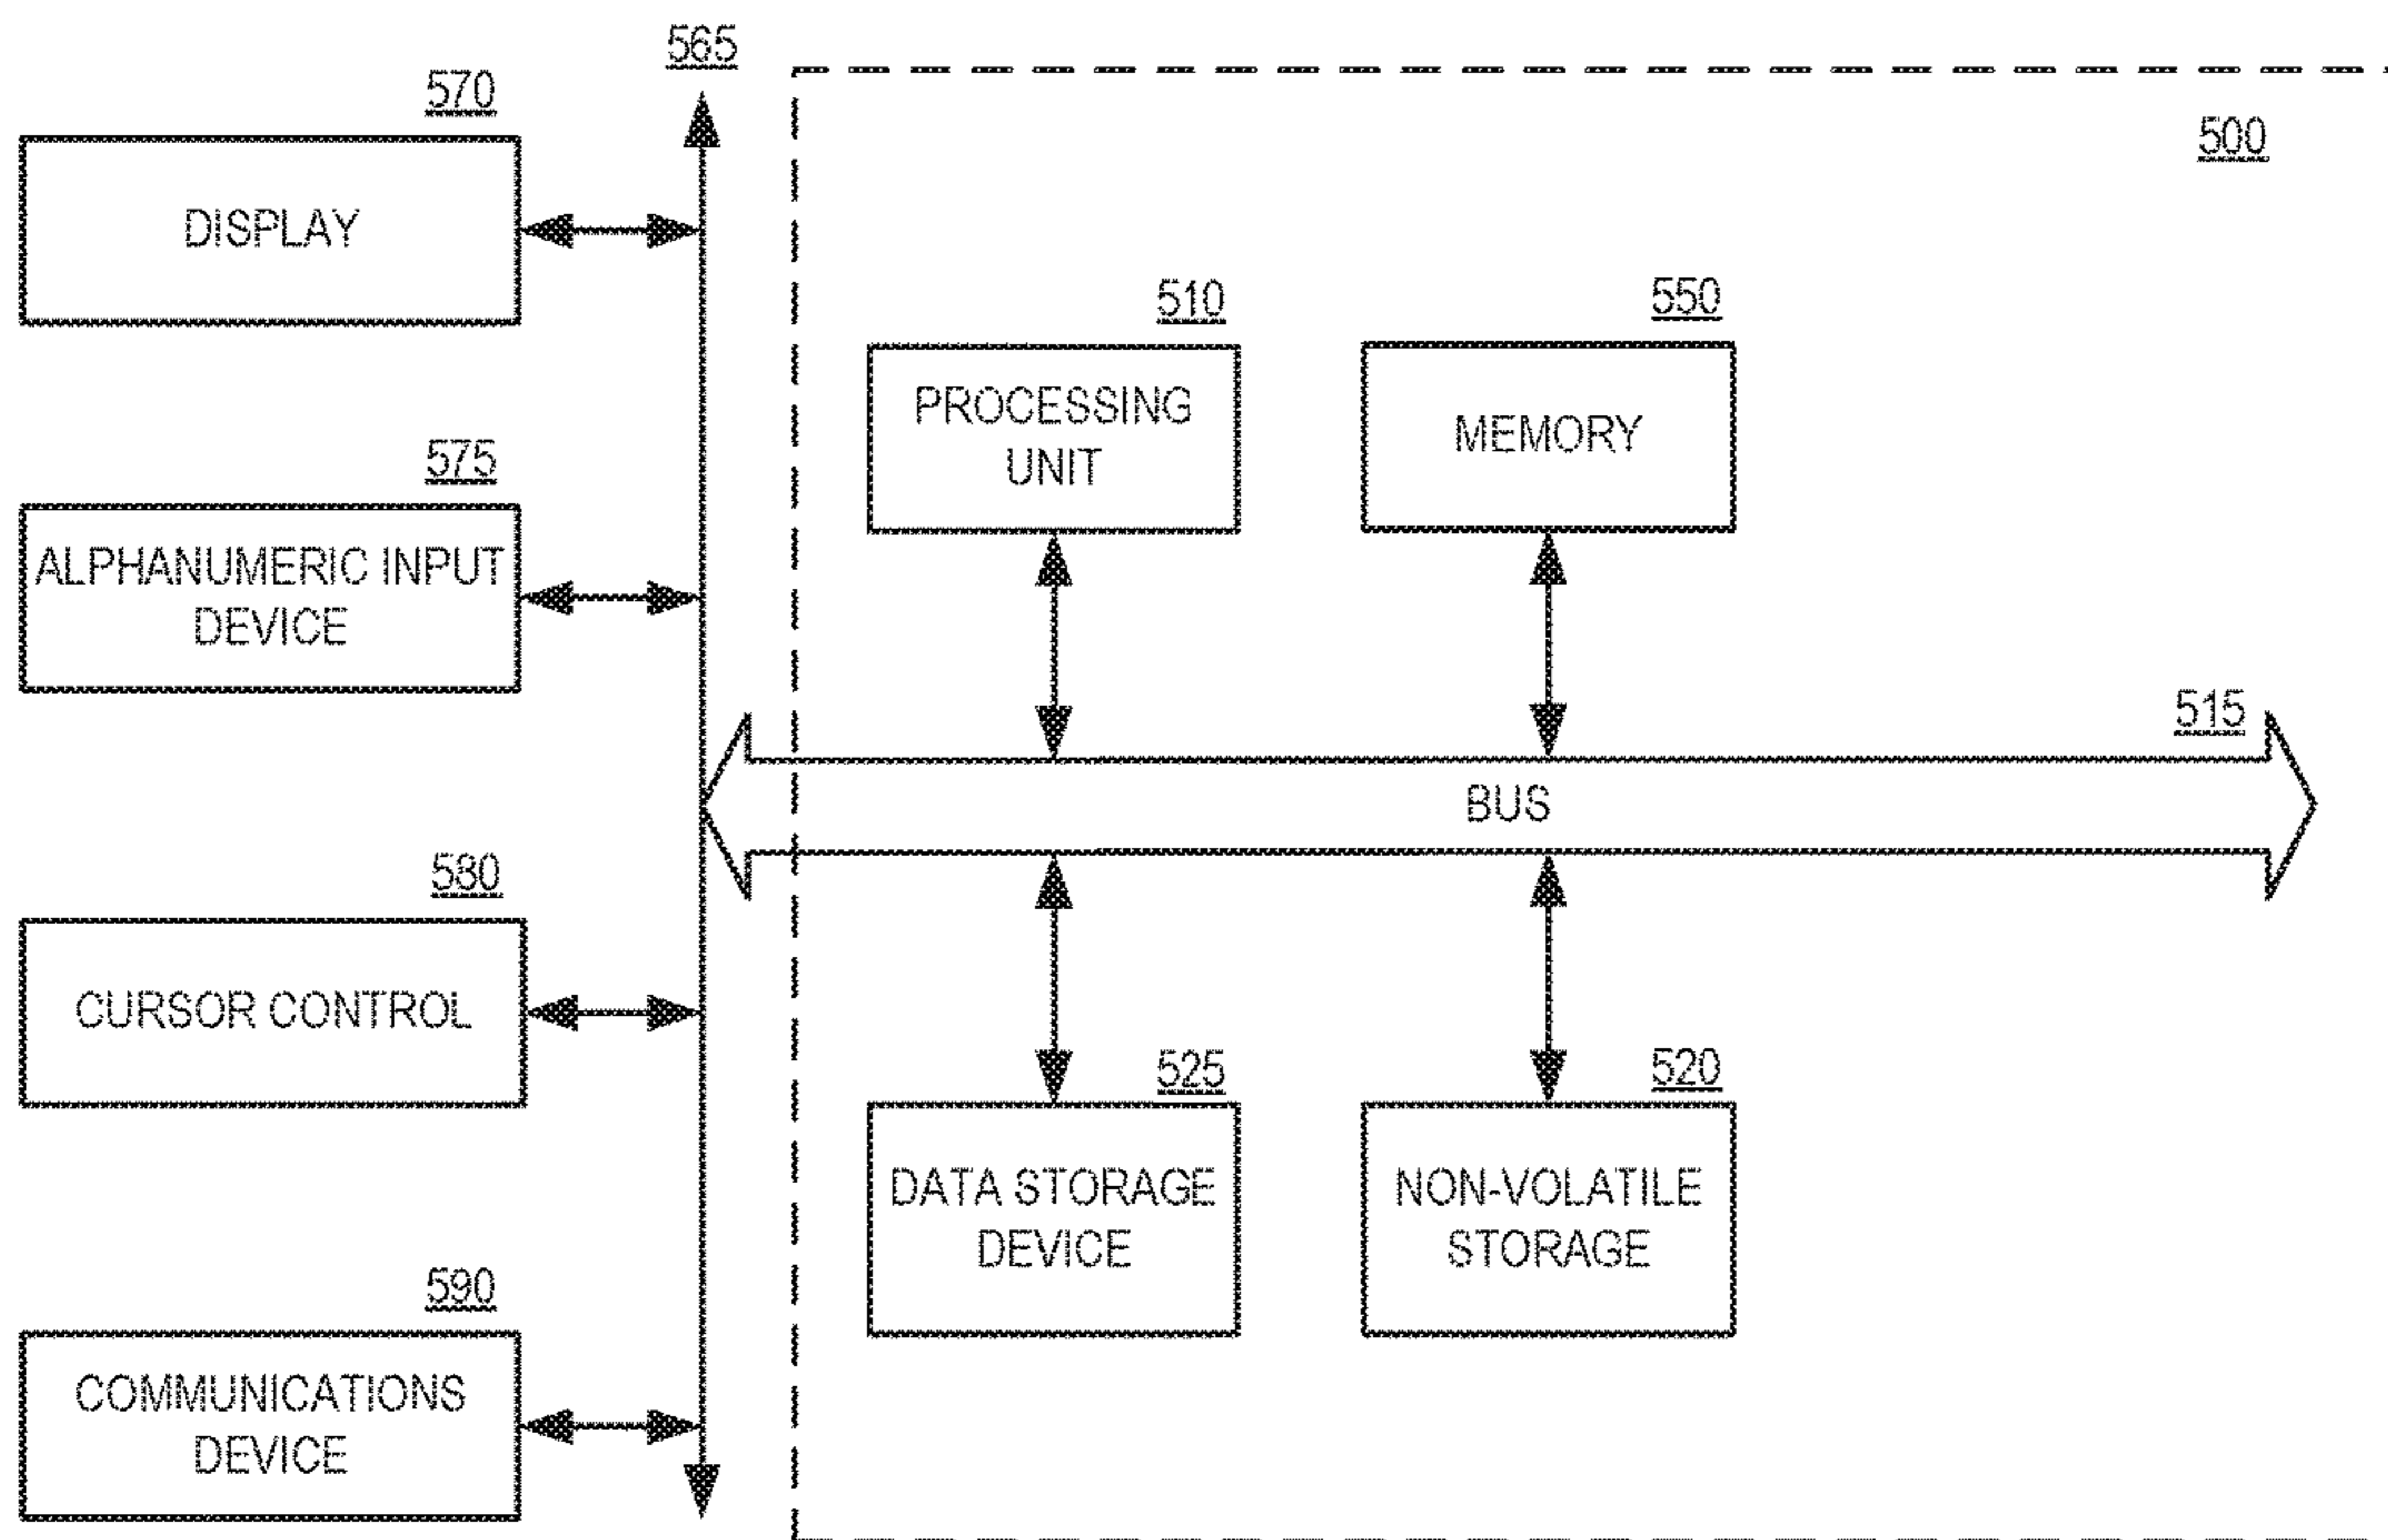 565
570
500
DISPLAY
510
550
PROCESSING
UNIT
MEMORY
575
ALPHANUMERIC INPUT
DEVICE
515
BUS
580
CURSOR CONTROL
525
520
DATA STORAGE
DEVICE
NON-VOLATILE
STORAGE
590
COMMUNICATIONS
DEVICE